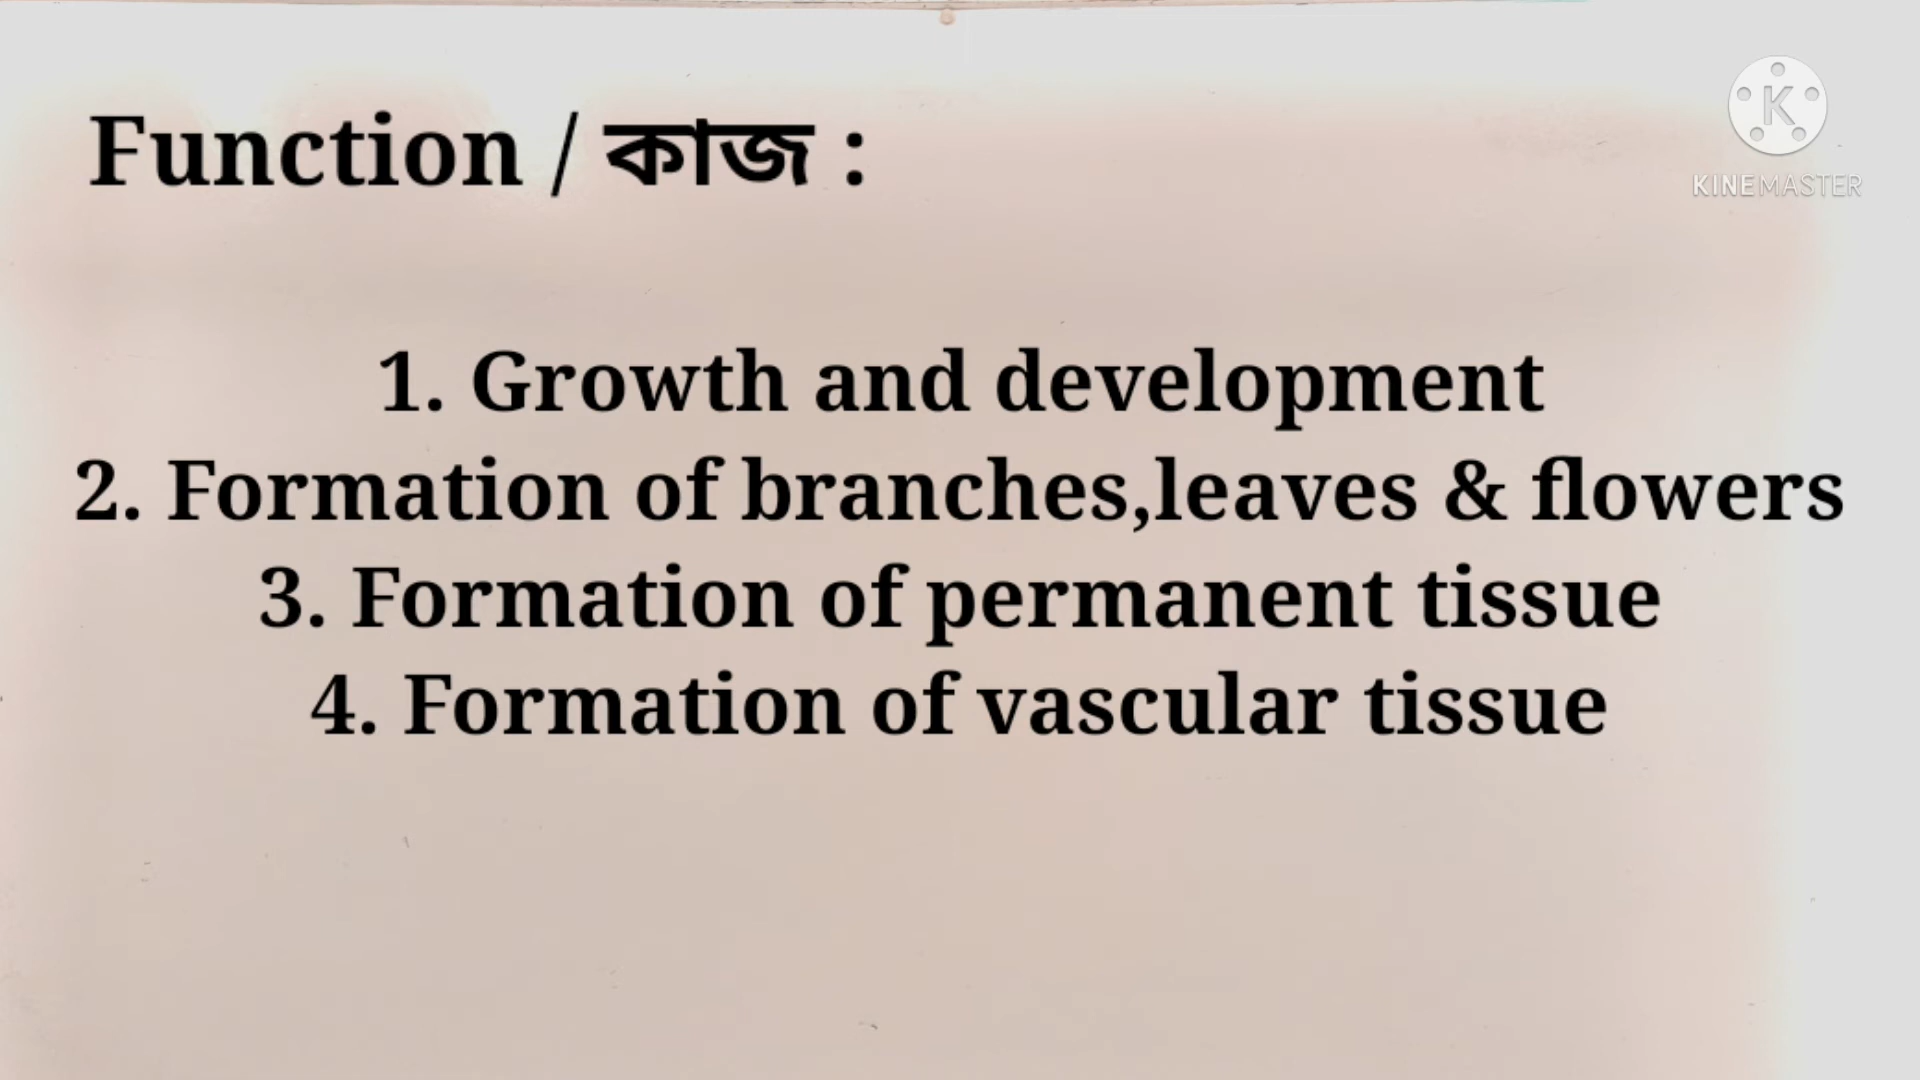 Function / কাজ :
K
KINEMASTER
1. Growth and development
2. Formation of branches,leaves & flowers
3. Formation of permanent tissue
4. Formation of vascular tissue